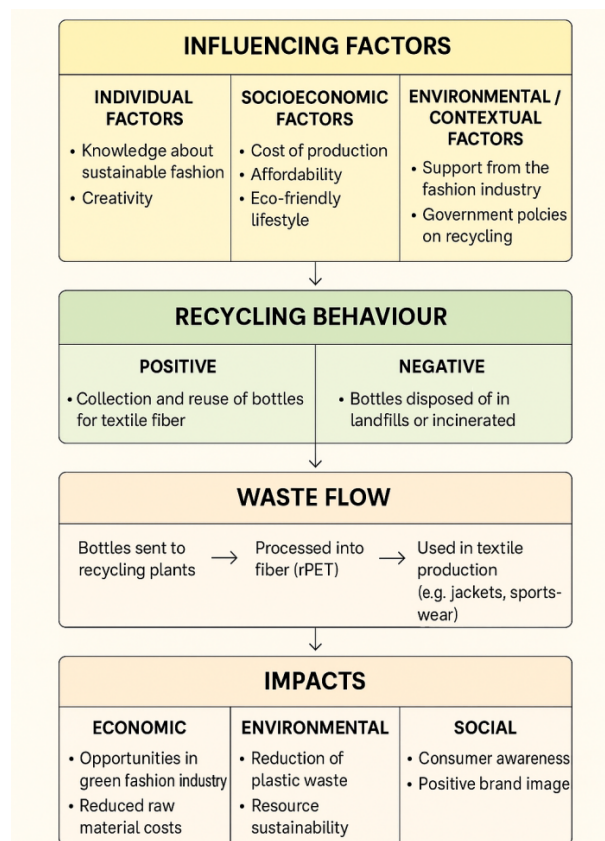 INFLUENCING FACTORS
INDIVIDUAL
FACTORS
• Knowledge about
sustainable fashion
• Creativity
SOCIOECONOMIC
FACTORS
• Cost of production
• Affordability
• Eco-friendly
lifestyle
ENVIRONMENTAL /
CONTEXTUAL
FACTORS
• Support from the
fashion industry
• Government polcies
on recycling
RECYCLING BEHAVIOUR
POSITIVE
• Collection and reuse of bottles
for textile fiber
NEGATIVE
• Bottles disposed of in
landfills or incinerated
WASTE FLOW
Bottles sent to
recycling plants
Processed into
fiber (rPET)
Used in textile
production
(e.g. jackets, sports-
wear)
IMPACTS
ECONOMIC
• Opportunities in
green fashion industry
• Reduced raw
material costs
ENVIRONMENTAL
• Reduction of
plastic waste
• Resource
sustainability
SOCIAL
• Consumer awareness
• Positive brand image